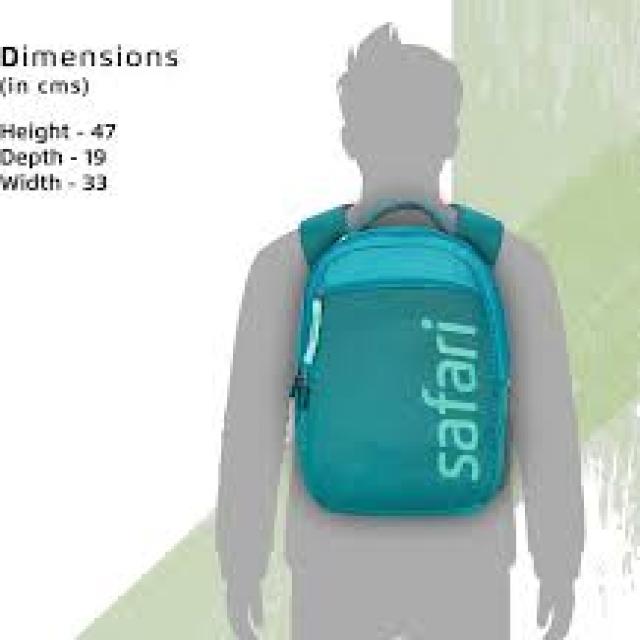 Dimensions
(in cms)
Height - 47
Depth - 19
Width - 33
safari